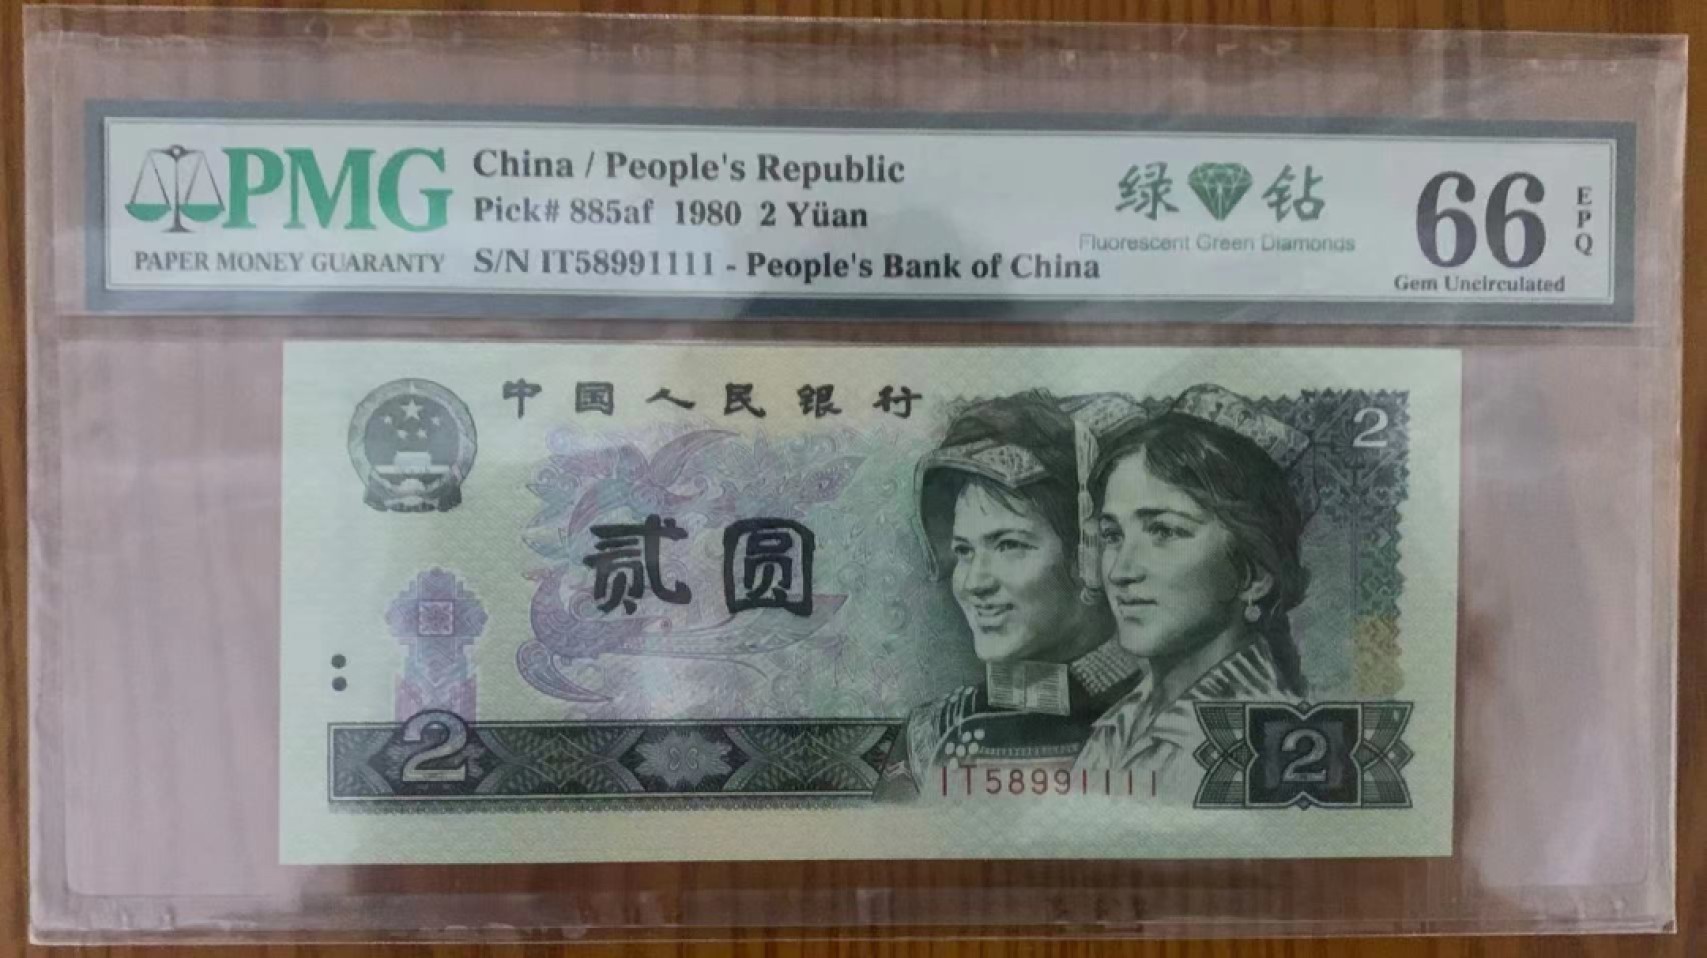 PMG
PAPER MONEY GUARANTY
China / People's Republic
Pick# 885af 1980 2 Yüan
S/N IT58991111 - People's Bank of China
绿 钻
Fluorescent Green Diamonds
66
EPQ
Gem Uncirculated
中国人民银行
2
贰圆
2
IT58991111
2